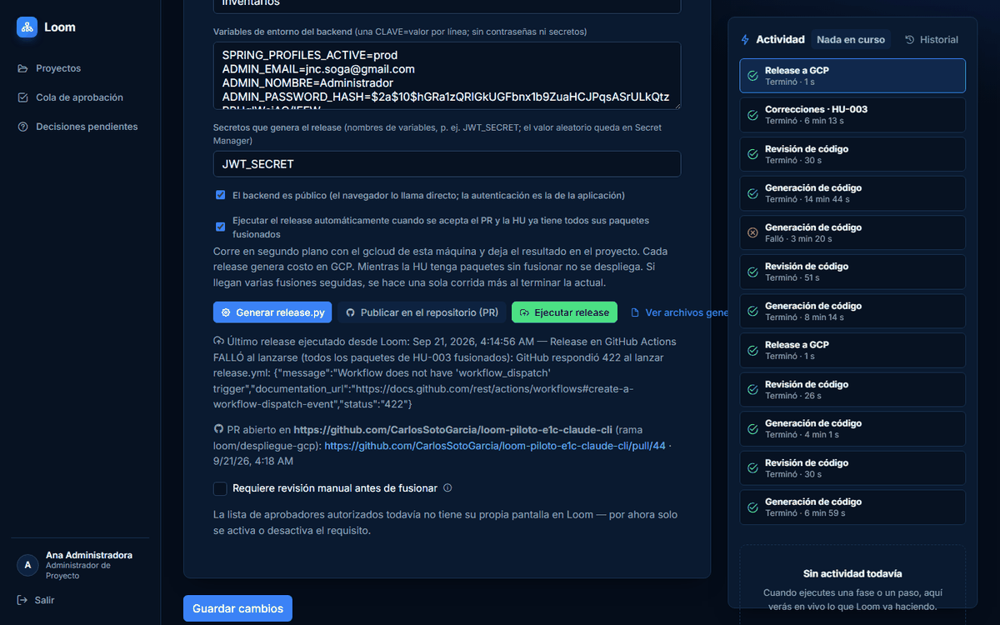 Loom
Proyectos
Cola de aprobación
Decisiones pendientes
A
Ana Administradora
Administrador de
Proyecto
Salir
Inventarios
Variables de entorno del backend (una CLAVE=valor por línea; sin contraseñas ni secretos)
SPRING_PROFILES_ACTIVE=prod
ADMIN_EMAIL=jnc.soga@gmail.com
ADMIN_NOMBRE=Administrador
Secretos que genera el release (nombres de variables, p. ej. JWT_SECRET; el valor aleatorio queda en Secret
Manager)
JWT_SECRET
El backend es público (el navegador lo llama directo; la autenticación es la de la aplicación)
Ejecutar el release automáticamente cuando se acepta el PR y la HU ya tiene todos sus paquetes
fusionados
Corre en segundo plano con el gcloud de esta máquina y deja el resultado en el proyecto. Cada
release genera costo en GCP. Mientras la HU tenga paquetes sin fusionar no se despliega. Si
llegan varias fusiones seguidas, se hace una sola corrida más al terminar la actual.
Generar release.py
Publicar en el repositorio (PR)
Ejecutar release
Ver archivos gene
Último release ejecutado desde Loom: Sep 21, 2026, 4:14:56 AM — Release en GitHub Actions
FALLÓ al lanzarse (todos los paquetes de HU-003 fusionados): GitHub respondió 422 al lanzar
release.yml: {"message":"Workflow does not have 'workflow_dispatch'
trigger","documentation_url":"https://docs.github.com/rest/actions/workflows#create-a-
workflow-dispatch-event","status":"422"}
PR abierto en https://github.com/CarlosSotoGarcia/loom-piloto-e1c-claude-cli (rama
loom/despliegue-gcp): https://github.com/CarlosSotoGarcia/loom-piloto-e1c-claude-cli/pull/44 ·
9/21/26, 4:18 AM
Requiere revisión manual antes de fusionar
La lista de aprobadores autorizados todavía no tiene su propia pantalla en Loom — por ahora solo
se activa o desactiva el requisito.
Guardar cambios
Actividad
Nada en curso
Historial
Release a GCP
Terminó · 1 s
Correcciones · HU-003
Terminó · 6 min 13 s
Revisión de código
Terminó · 30 s
Generación de código
Terminó · 14 min 44 s
Generación de código
Falló · 3 min 20 s
Revisión de código
Terminó · 51 s
Generación de código
Terminó · 8 min 14 s
Release a GCP
Terminó · 1 s
Revisión de código
Terminó · 26 s
Generación de código
Terminó · 4 min 1 s
Revisión de código
Terminó · 30 s
Generación de código
Terminó · 6 min 59 s
Sin actividad todavía
Cuando ejecutes una fase o un paso, aquí
verás en vivo lo que Loom va haciendo.